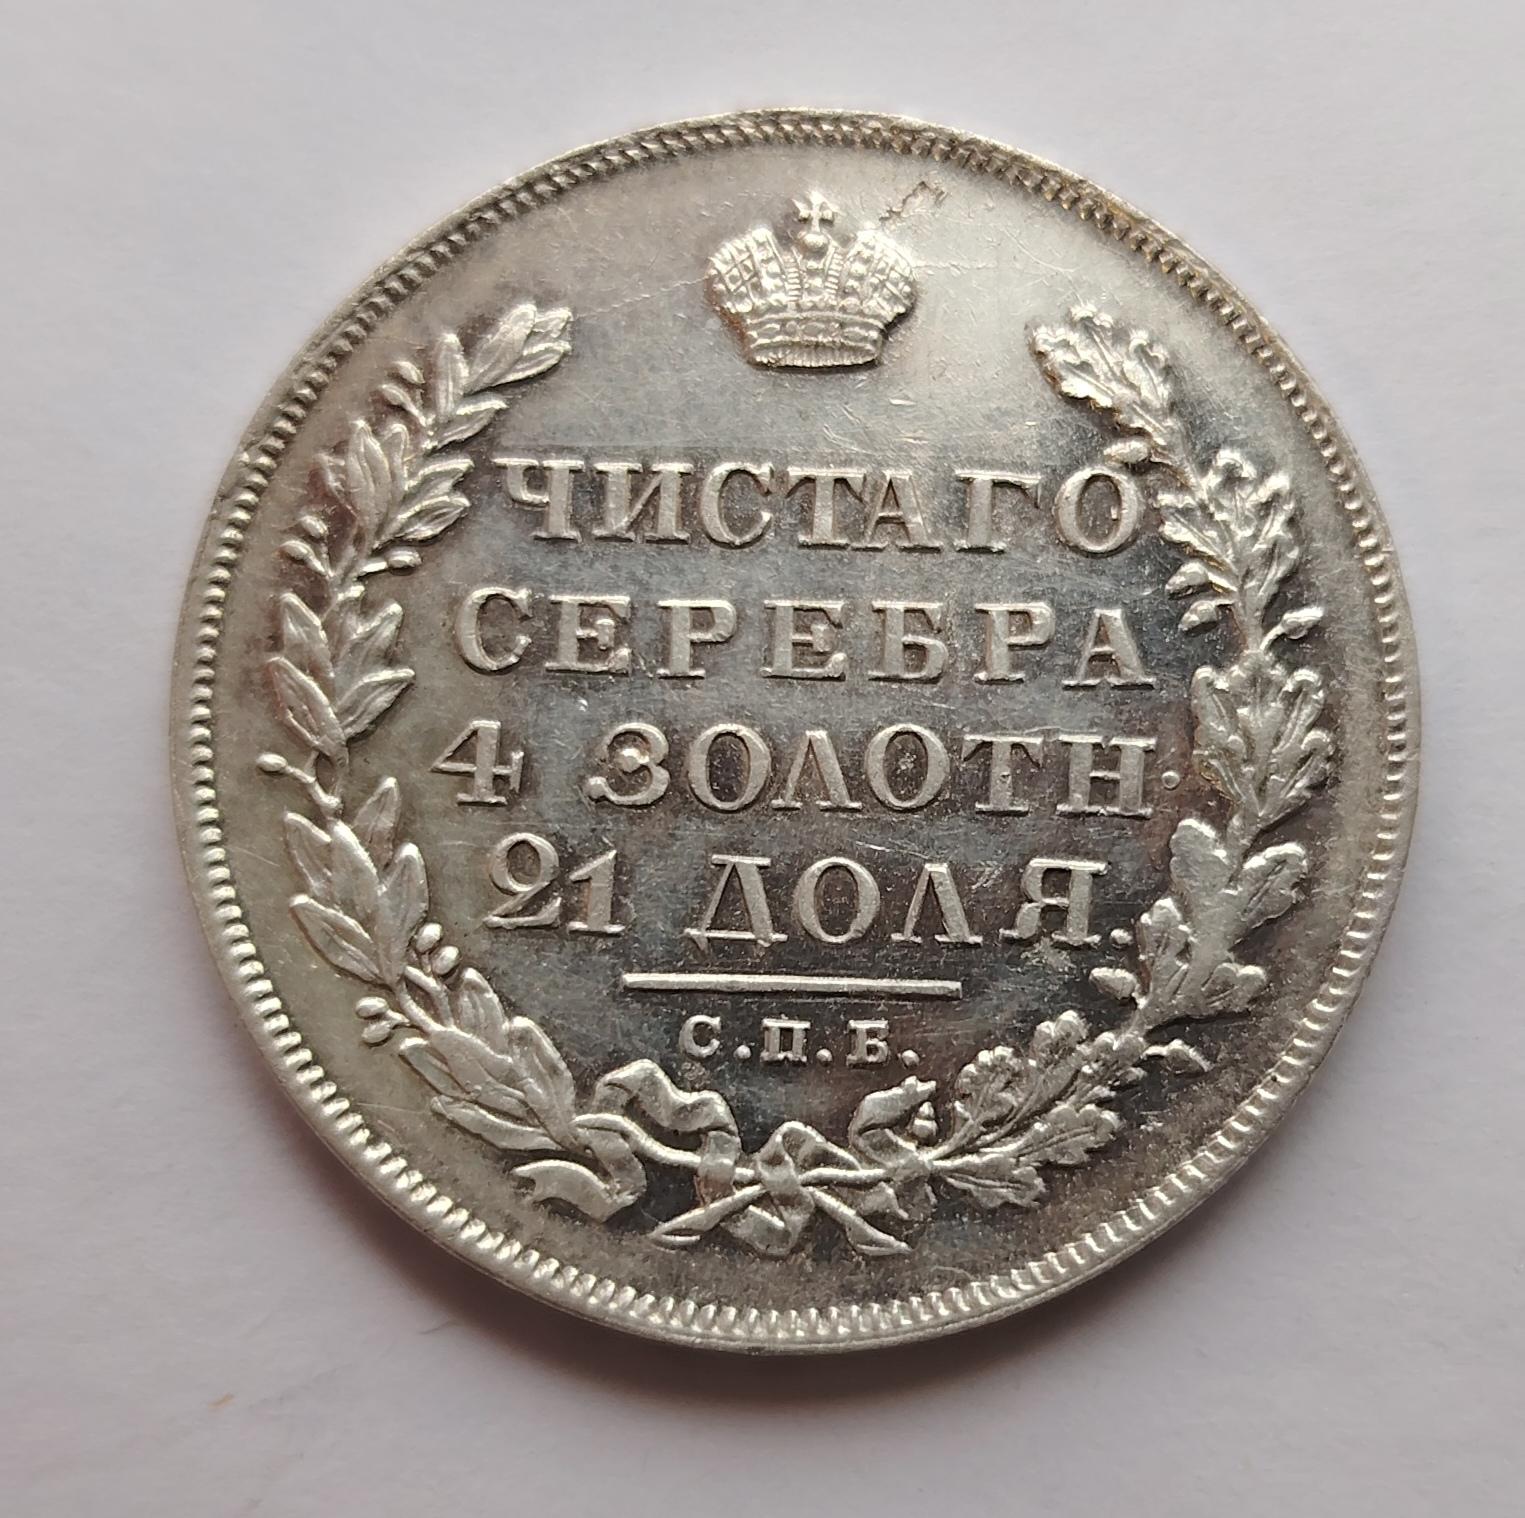 ЧИСТАГО
СЕРЕБРА
4 ЗОЛОТН.
21 ДОЛЯ.
С.П.Б.